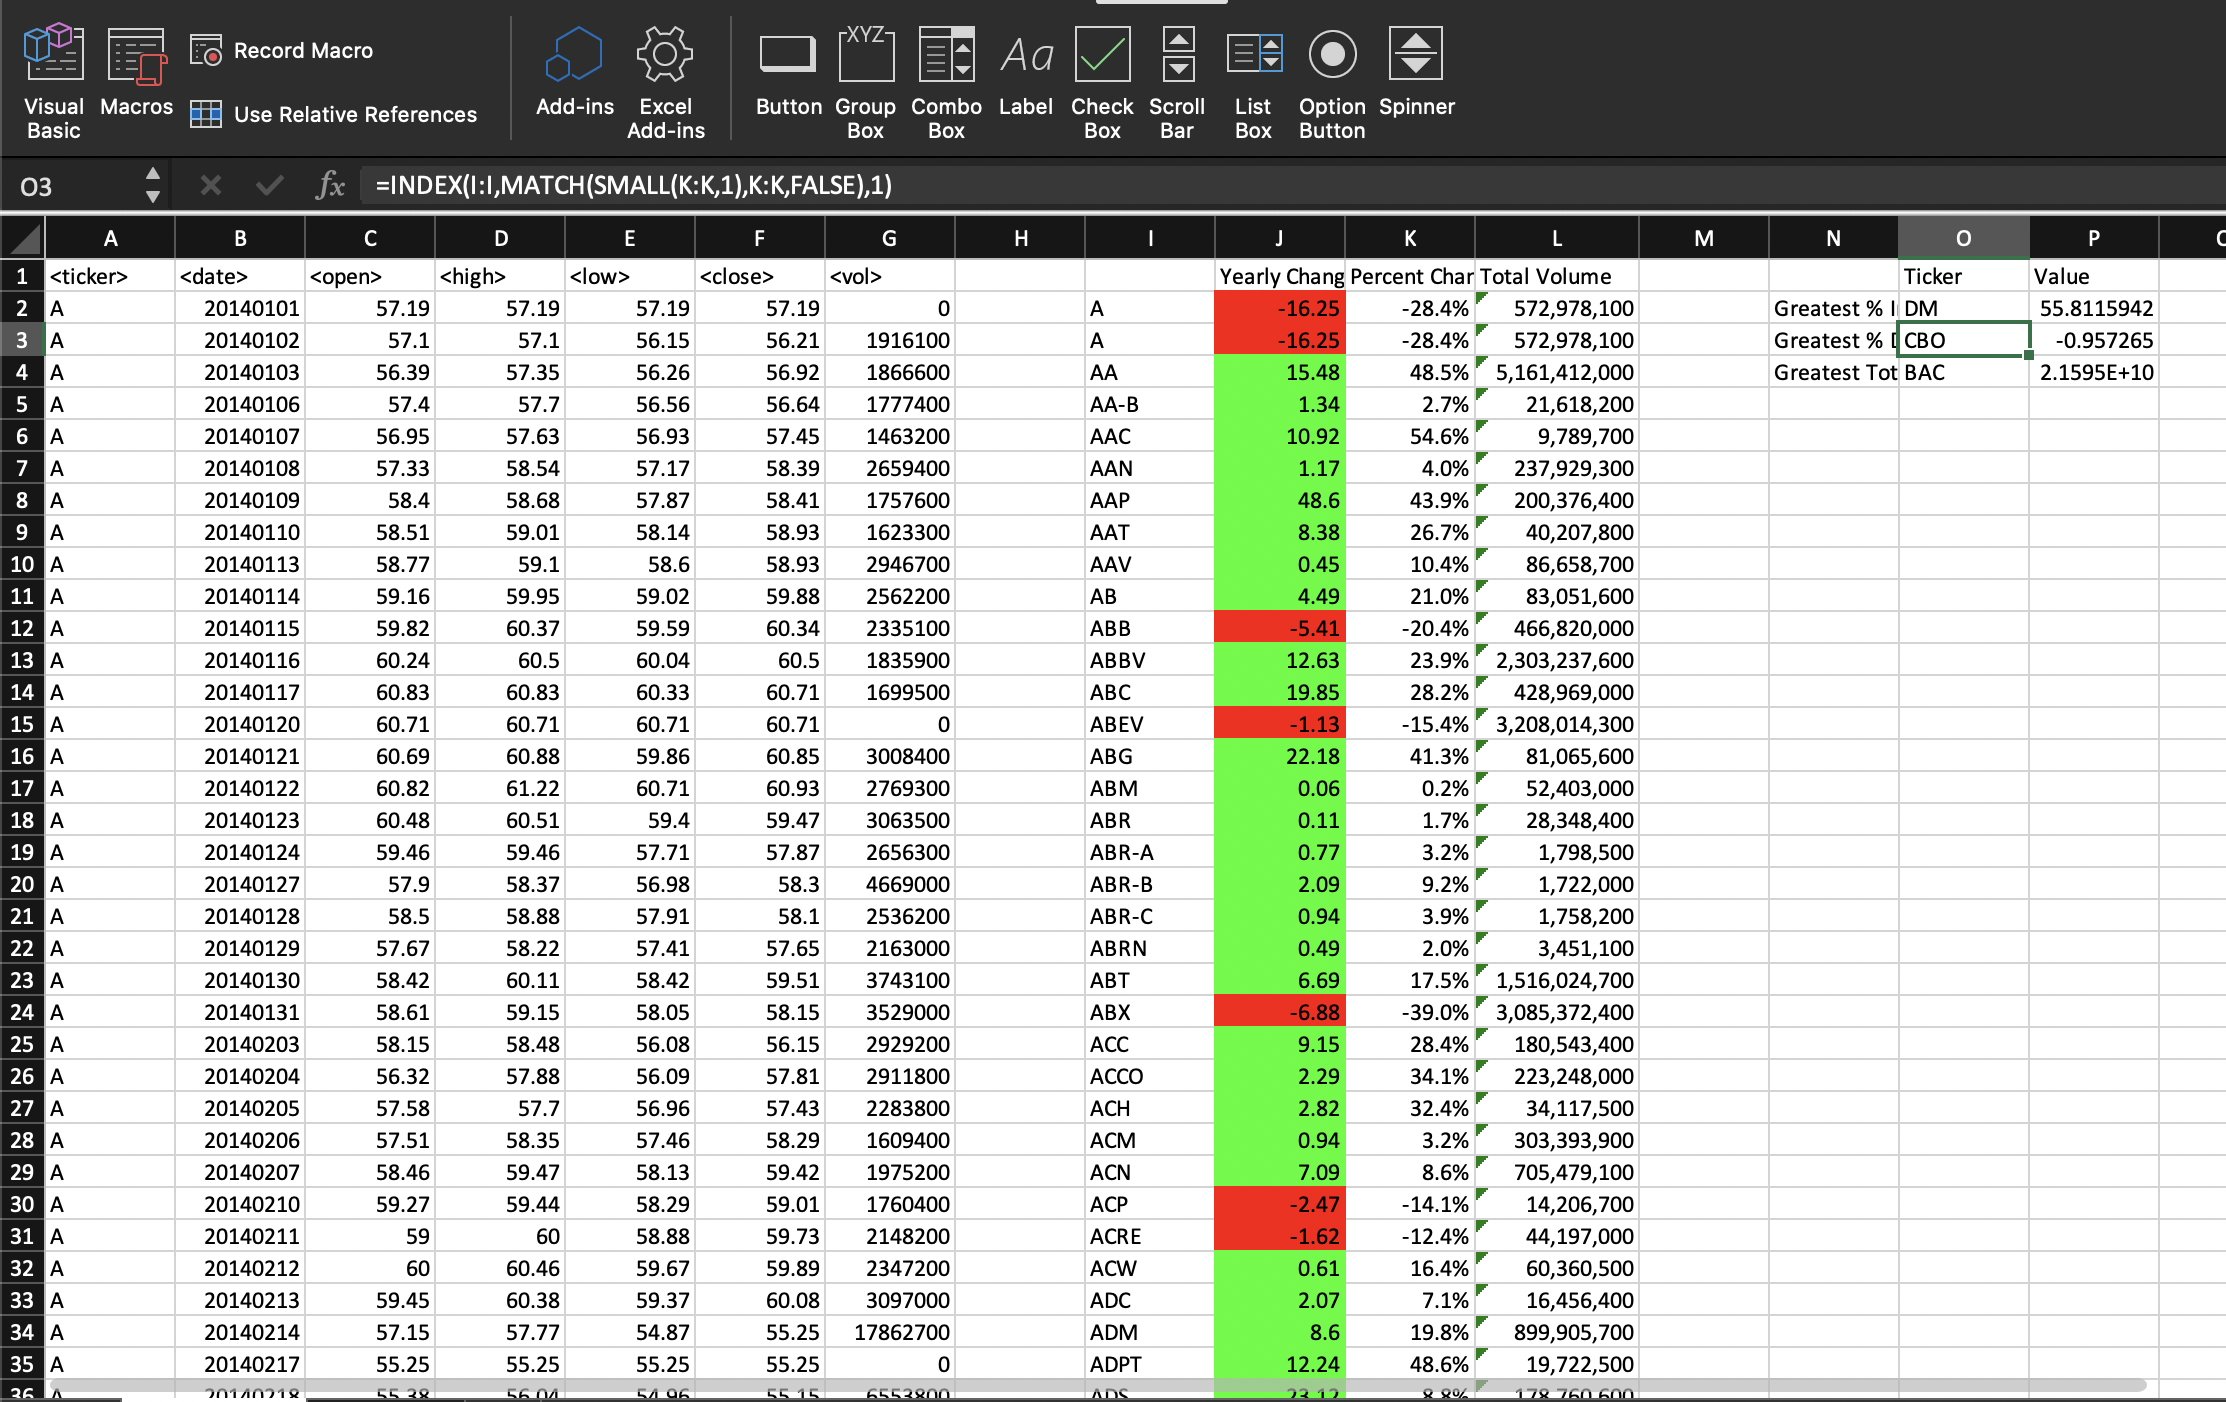 Visual Basic
Macros
Record Macro
Use Relative References
Add-ins
Excel Add-ins
Button
XYZ
Group Box
Combo Box
Aa
Label
Check Box
Scroll Bar
List Box
Option Button
Spinner
O3 fx =INDEX(I:I,MATCH(SMALL(K:K,1),K:K,FALSE),1)
A B C D E F G H I J K L M N O P
1 <ticker> <date> <open> <high> <low> <close> <vol> Yearly Chang Percent Char Total Volume Ticker Value
2 A 20140101 57.19 57.19 57.19 57.19 0 A -16.25 -28.4% 572,978,100 Greatest % I DM 55.8115942
3 A 20140102 57.1 57.1 56.15 56.21 1916100 A -16.25 -28.4% 572,978,100 Greatest % CBO -0.957265
4 A 20140103 56.39 57.35 56.26 56.92 1866600 AA 15.48 48.5% 5,161,412,000 Greatest Tot BAC 2.1595E+10
5 A 20140106 57.4 57.7 56.56 56.64 1777400 AA-B 1.34 2.7% 21,618,200
6 A 20140107 56.95 57.63 56.93 57.45 1463200 AAC 10.92 54.6% 9,789,700
7 A 20140108 57.33 58.54 57.17 58.39 2659400 AAN 1.17 4.0% 237,929,300
8 A 20140109 58.4 58.68 57.87 58.41 1757600 AAP 48.6 43.9% 200,376,400
9 A 20140110 58.51 59.01 58.14 58.93 1623300 AAT 8.38 26.7% 40,207,800
10 A 20140113 58.77 59.1 58.6 58.93 2946700 AAV 0.45 10.4% 86,658,700
11 A 20140114 59.16 59.95 59.02 59.88 2562200 AB 4.49 21.0% 83,051,600
12 A 20140115 59.82 60.37 59.59 60.34 2335100 ABB -5.41 -20.4% 466,820,000
13 A 20140116 60.24 60.5 60.04 60.5 1835900 ABBV 12.63 23.9% 2,303,237,600
14 A 20140117 60.83 60.83 60.33 60.71 1699500 ABC 19.85 28.2% 428,969,000
15 A 20140120 60.71 60.71 60.71 60.71 0 ABEV -1.13 -15.4% 3,208,014,300
16 A 20140121 60.69 60.88 59.86 60.85 3008400 ABG 22.18 41.3% 81,065,600
17 A 20140122 60.82 61.22 60.71 60.93 2769300 ABM 0.06 0.2% 52,403,000
18 A 20140123 60.48 60.51 59.4 59.47 3063500 ABR 0.11 1.7% 28,348,400
19 A 20140124 59.46 59.46 57.71 57.87 2656300 ABR-A 0.77 3.2% 1,798,500
20 A 20140127 57.9 58.37 56.98 58.3 4669000 ABR-B 2.09 9.2% 1,722,000
21 A 20140128 58.5 58.88 57.91 58.1 2536200 ABR-C 0.94 3.9% 1,758,200
22 A 20140129 57.67 58.22 57.41 57.65 2163000 ABRN 0.49 2.0% 3,451,100
23 A 20140130 58.42 60.11 58.42 59.51 3743100 ABT 6.69 17.5% 1,516,024,700
24 A 20140131 58.61 59.15 58.05 58.15 3529000 ABX -6.88 -39.0% 3,085,372,400
25 A 20140203 58.15 58.48 56.08 56.15 2929200 ACC 9.15 28.4% 180,543,400
26 A 20140204 56.32 57.88 56.09 57.81 2911800 ACCO 2.29 34.1% 223,248,000
27 A 20140205 57.58 57.7 56.96 57.43 2283800 ACH 2.82 32.4% 34,117,500
28 A 20140206 57.51 58.35 57.46 58.29 1609400 ACM 0.94 3.2% 303,393,900
29 A 20140207 58.46 59.47 58.13 59.42 1975200 ACN 7.09 8.6% 705,479,100
30 A 20140210 59.27 59.44 58.29 59.01 1760400 ACP -2.47 -14.1% 14,206,700
31 A 20140211 59 60 58.88 59.73 2148200 ACRE -1.62 -12.4% 44,197,000
32 A 20140212 60 60.46 59.67 59.89 2347200 ACW 0.61 16.4% 60,360,500
33 A 20140213 59.45 60.38 59.37 60.08 3097000 ADC 2.07 7.1% 16,456,400
34 A 20140214 57.15 57.77 54.87 55.25 17862700 ADM 8.6 19.8% 899,905,700
35 A 20140217 55.25 55.25 55.25 55.25 0 ADPT 12.24 48.6% 19,722,500
36 A 20140218 55.38 56.04 54.96 55.15 6553800 ADS 23.12 8.8% 178,760,600